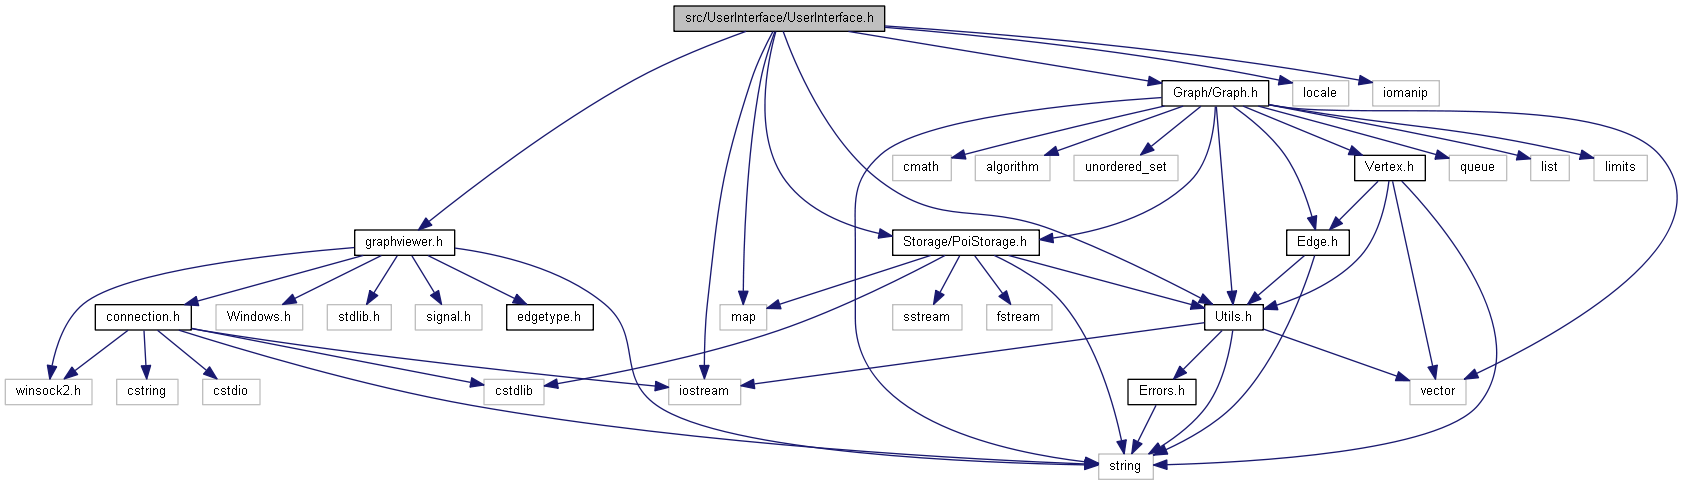 src/UserInterface/UserInterface.h
Graph/Graph.h
locale
iomanip
cmath
algorithm
unordered_set
Vertex.h
queue
list
limits
graphviewer.h
Storage/PoiStorage.h
Edge.h
connection.h
Windows.h
stdlib.h
signal.h
edgetype.h
map
sstream
fstream
Utils.h
winsock2.h
cstring
cstdio
cstdlib
iostream
Errors.h
vector
string